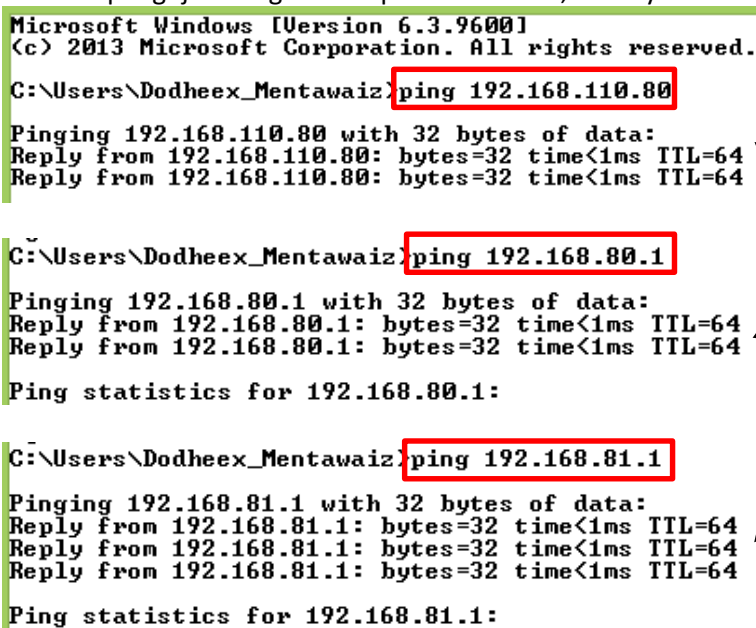 Microsoft Windows [Version 6.3.9600]
(c) 2013 Microsoft Corporation. All rights reserved.
C:\Users\Dodheex_Mentawaiz>ping 192.168.110.80
Pinging 192.168.110.80 with 32 bytes of data:
Reply from 192.168.110.80: bytes=32 time<1ms TTL=64
Reply from 192.168.110.80: bytes=32 time<1ms TTL=64
C:\Users\Dodheex_Mentawaiz>ping 192.168.80.1
Pinging 192.168.80.1 with 32 bytes of data:
Reply from 192.168.80.1: bytes=32 time<1ms TTL=64
Reply from 192.168.80.1: bytes=32 time<1ms TTL=64
Ping statistics for 192.168.80.1:
C:\Users\Dodheex_Mentawaiz>ping 192.168.81.1
Pinging 192.168.81.1 with 32 bytes of data:
Reply from 192.168.81.1: bytes=32 time<1ms TTL=64
Reply from 192.168.81.1: bytes=32 time<1ms TTL=64
Reply from 192.168.81.1: bytes=32 time<1ms TTL=64
Ping statistics for 192.168.81.1: